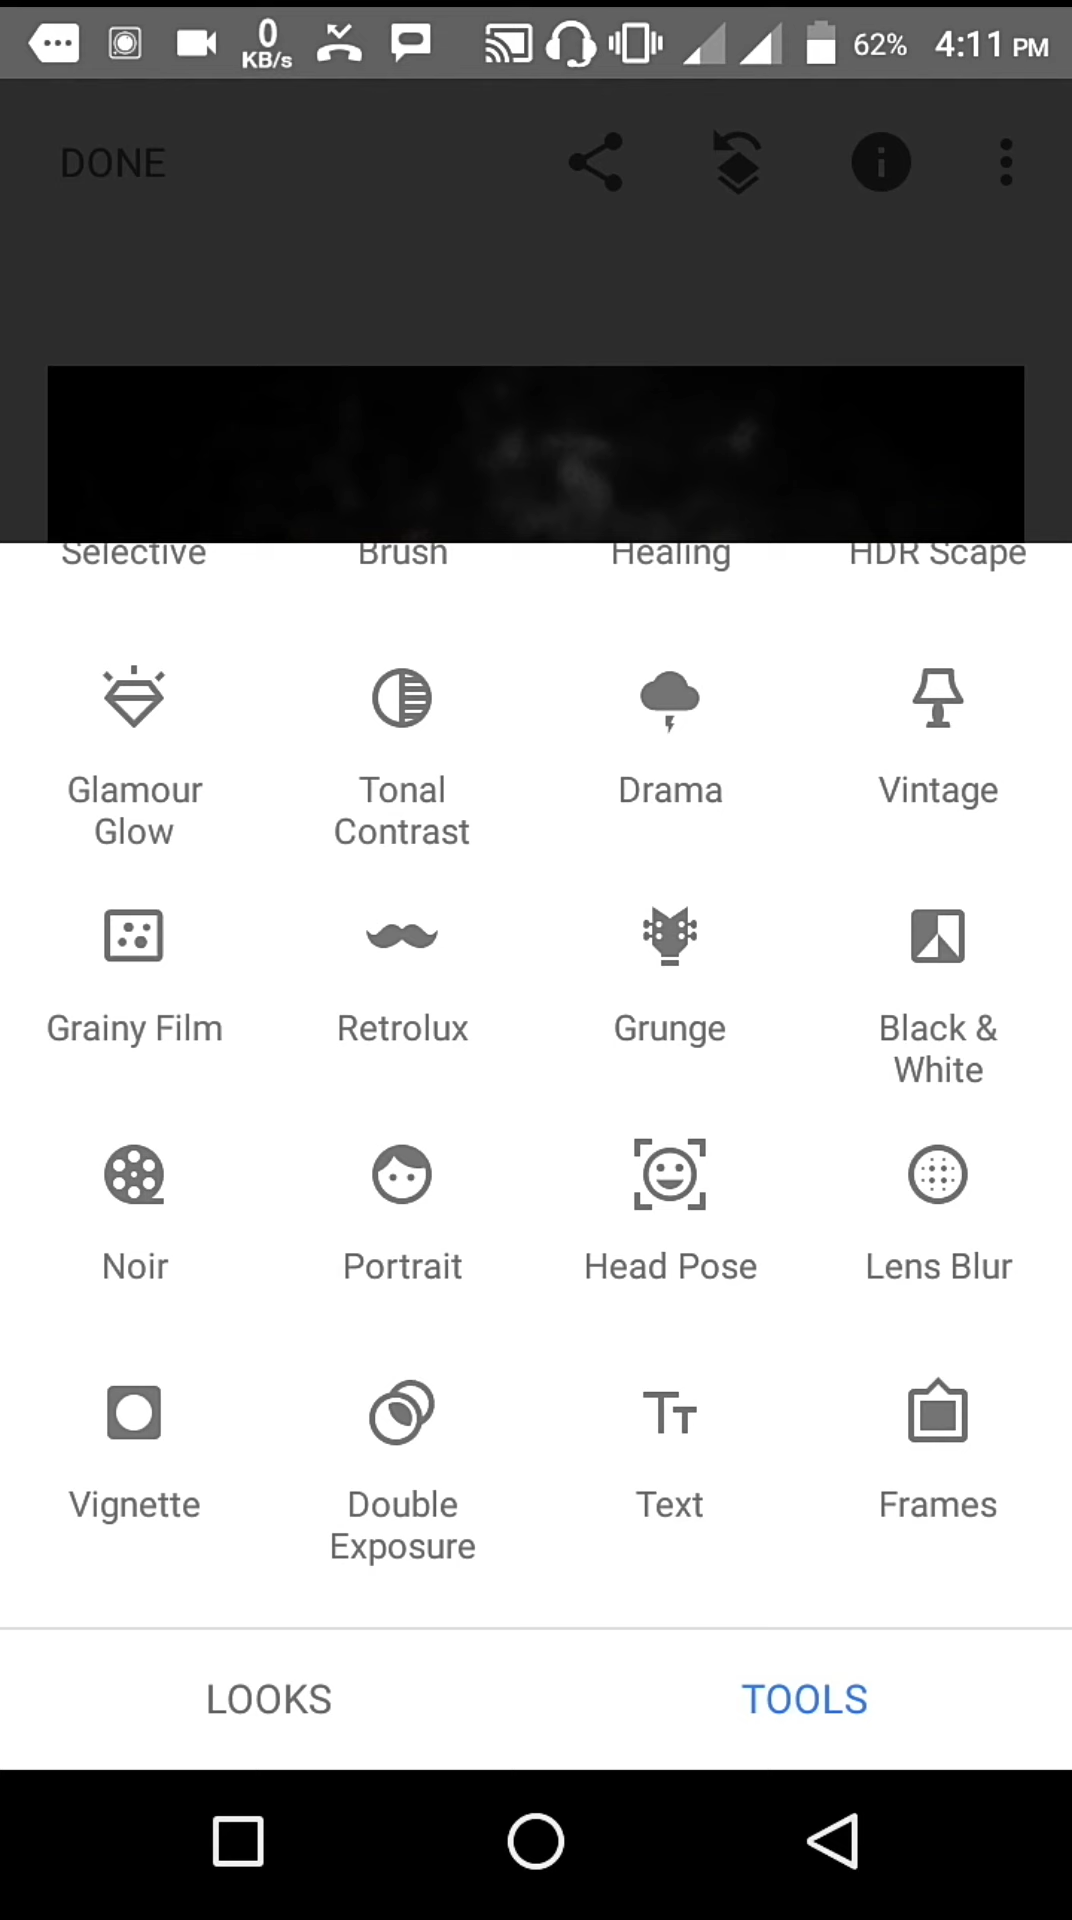 0 KB/s 62% 4:11 PM
DONE
Selective Brush Healing HDR Scape
Glamour Glow Tonal Contrast Drama Vintage
Grainy Film Retrolux Grunge Black & White
Noir Portrait Head Pose Lens Blur
Vignette Double Exposure Text Frames
LOOKS TOOLS